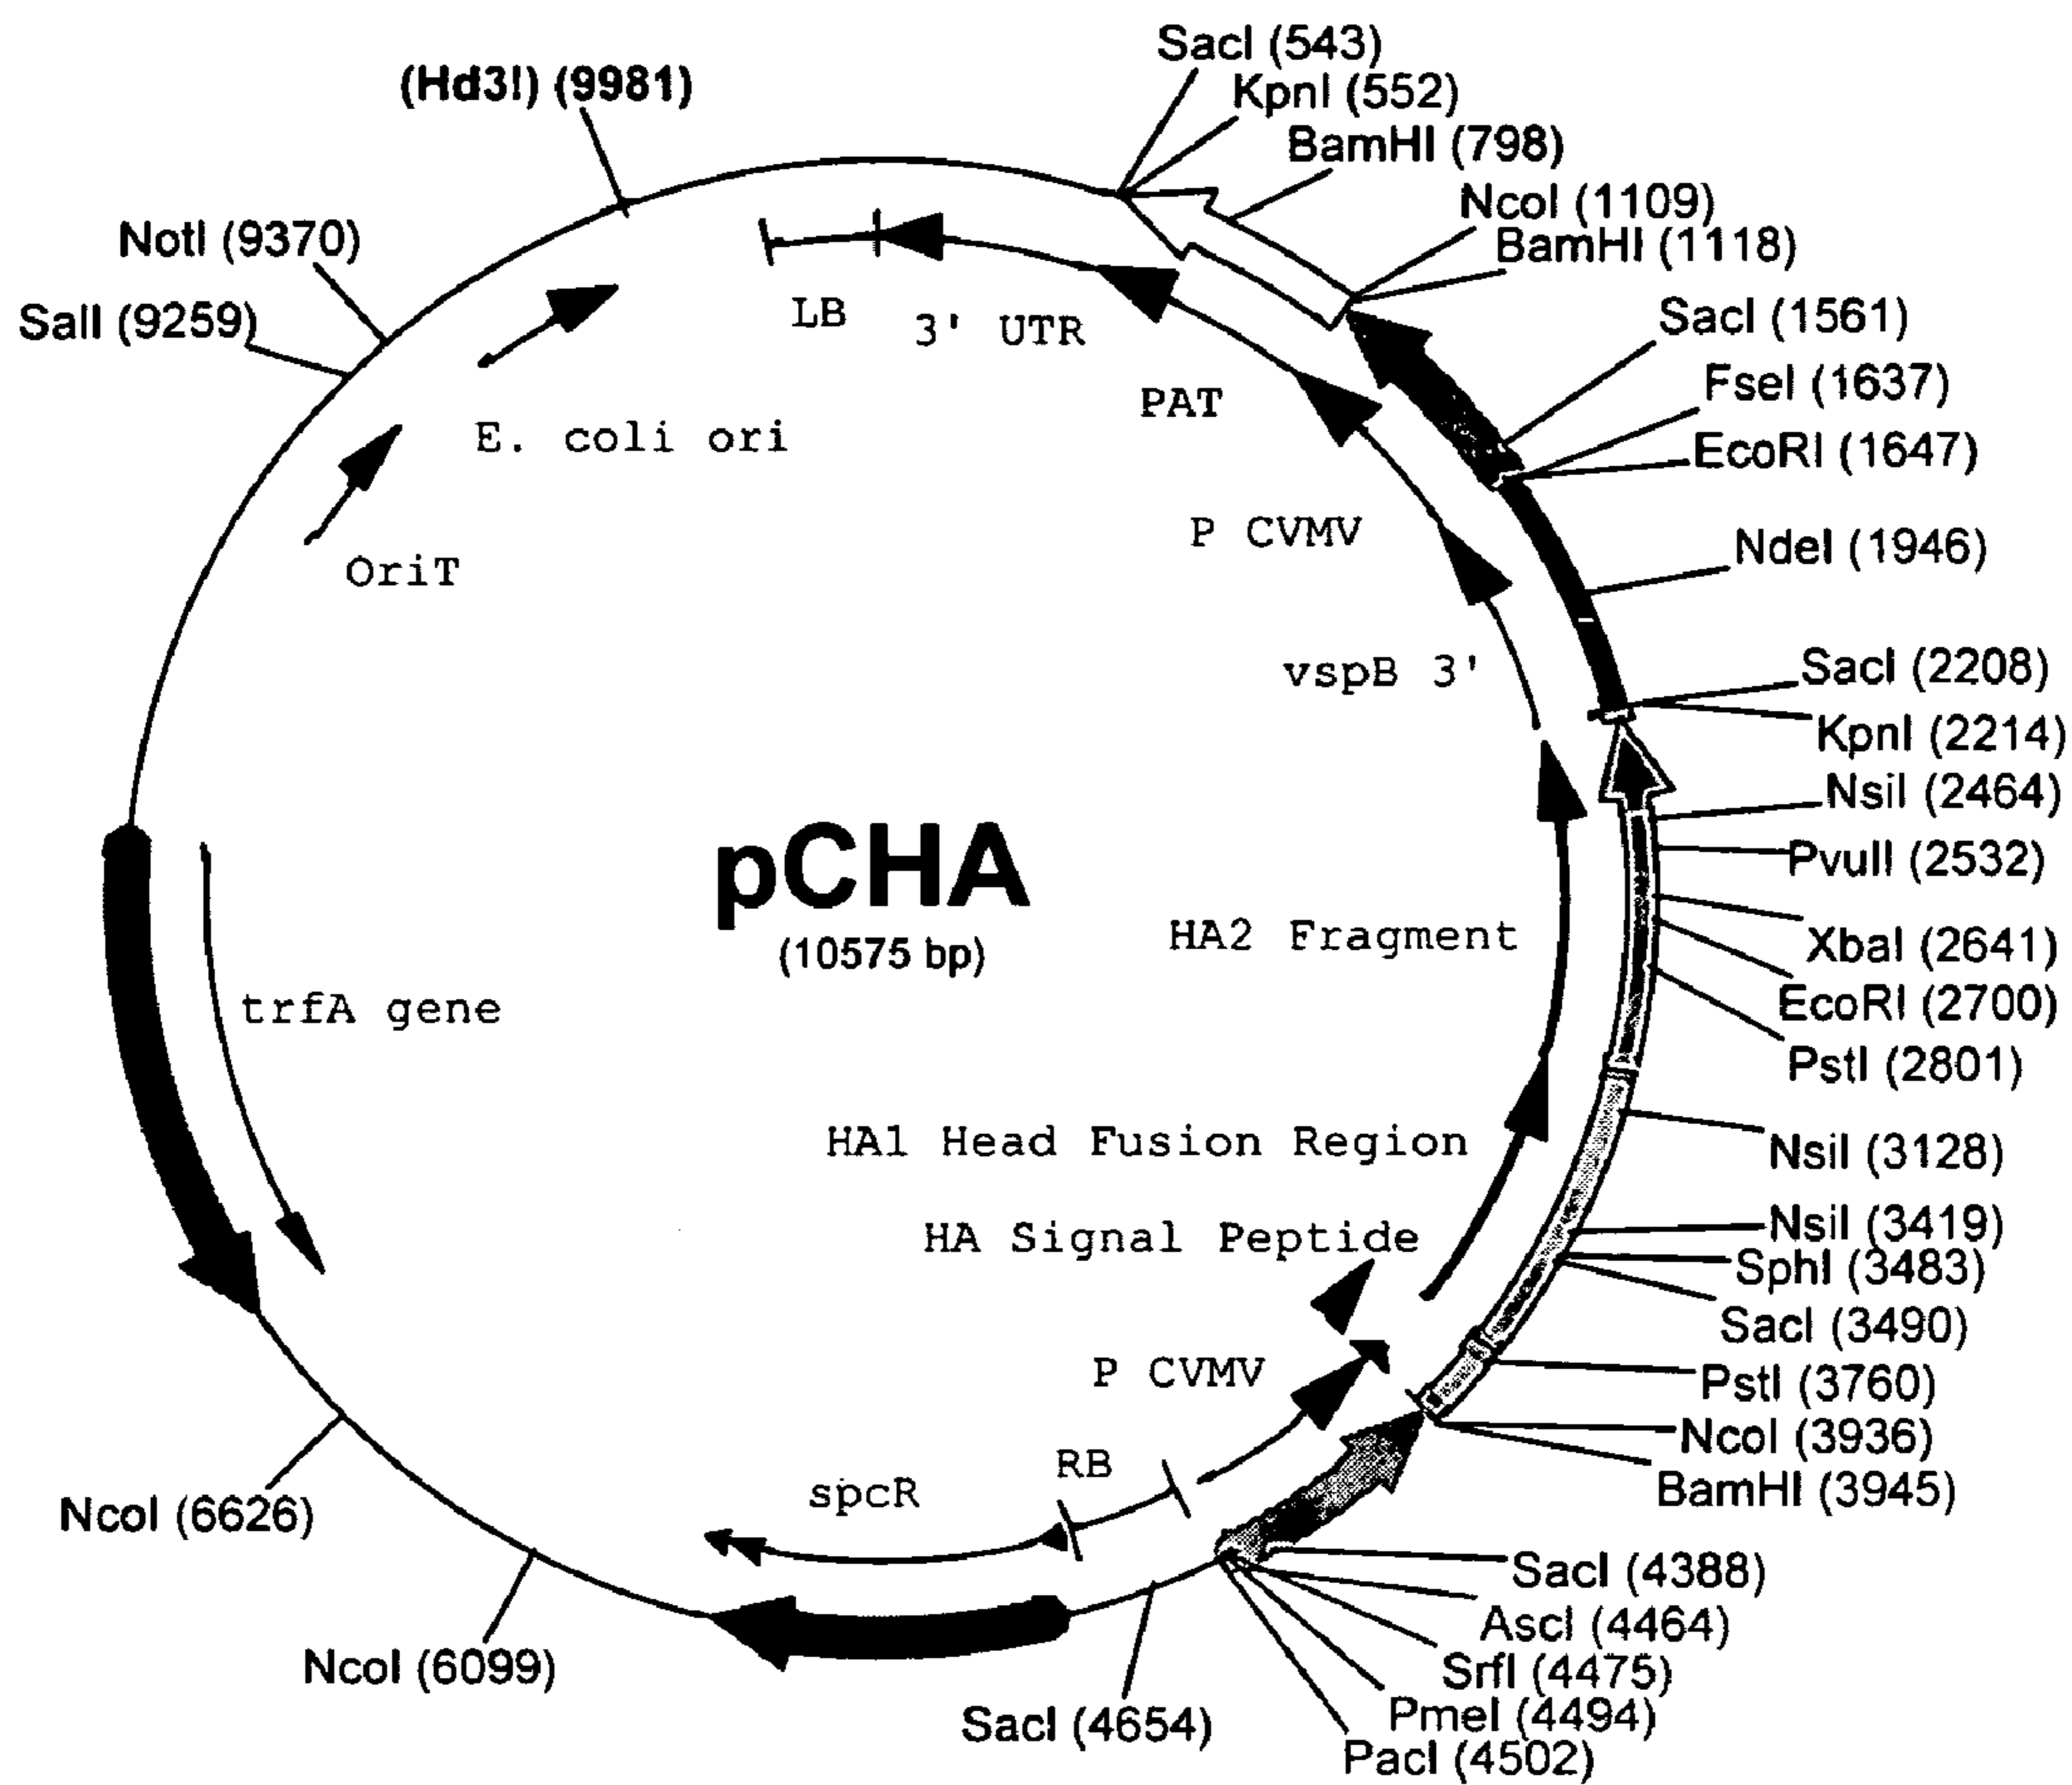 SacI (543)
KpnI (552)
BamHI (798)
NcoI (1109)
BamHI (1118)
SacI (1561)
FseI (1637)
EcoRI (1647)
NdeI (1946)
SacI (2208)
KpnI (2214)
NsiI (2464)
PvuII (2532)
XbaI (2641)
EcoRI (2700)
PstI (2801)
NsiI (3128)
NsiI (3419)
SphI (3483)
SacI (3490)
PstI (3760)
NcoI (3936)
BamHI (3945)
SacI (4388)
AscI (4464)
SrfI (4475)
PmeI (4494)
PacI (4502)
SacI (4654)
NcoI (6099)
NcoI (6626)
SalI (9259)
NotI (9370)
(Hd3I) (9981)
LB
3' UTR
PAT
P CVMV
vspB 3'
HA2 Fragment
HA1 Head Fusion Region
HA Signal Peptide
P CVMV
RB
spcR
trfA gene
OriT
E. coli ori
pCHA
(10575 bp)